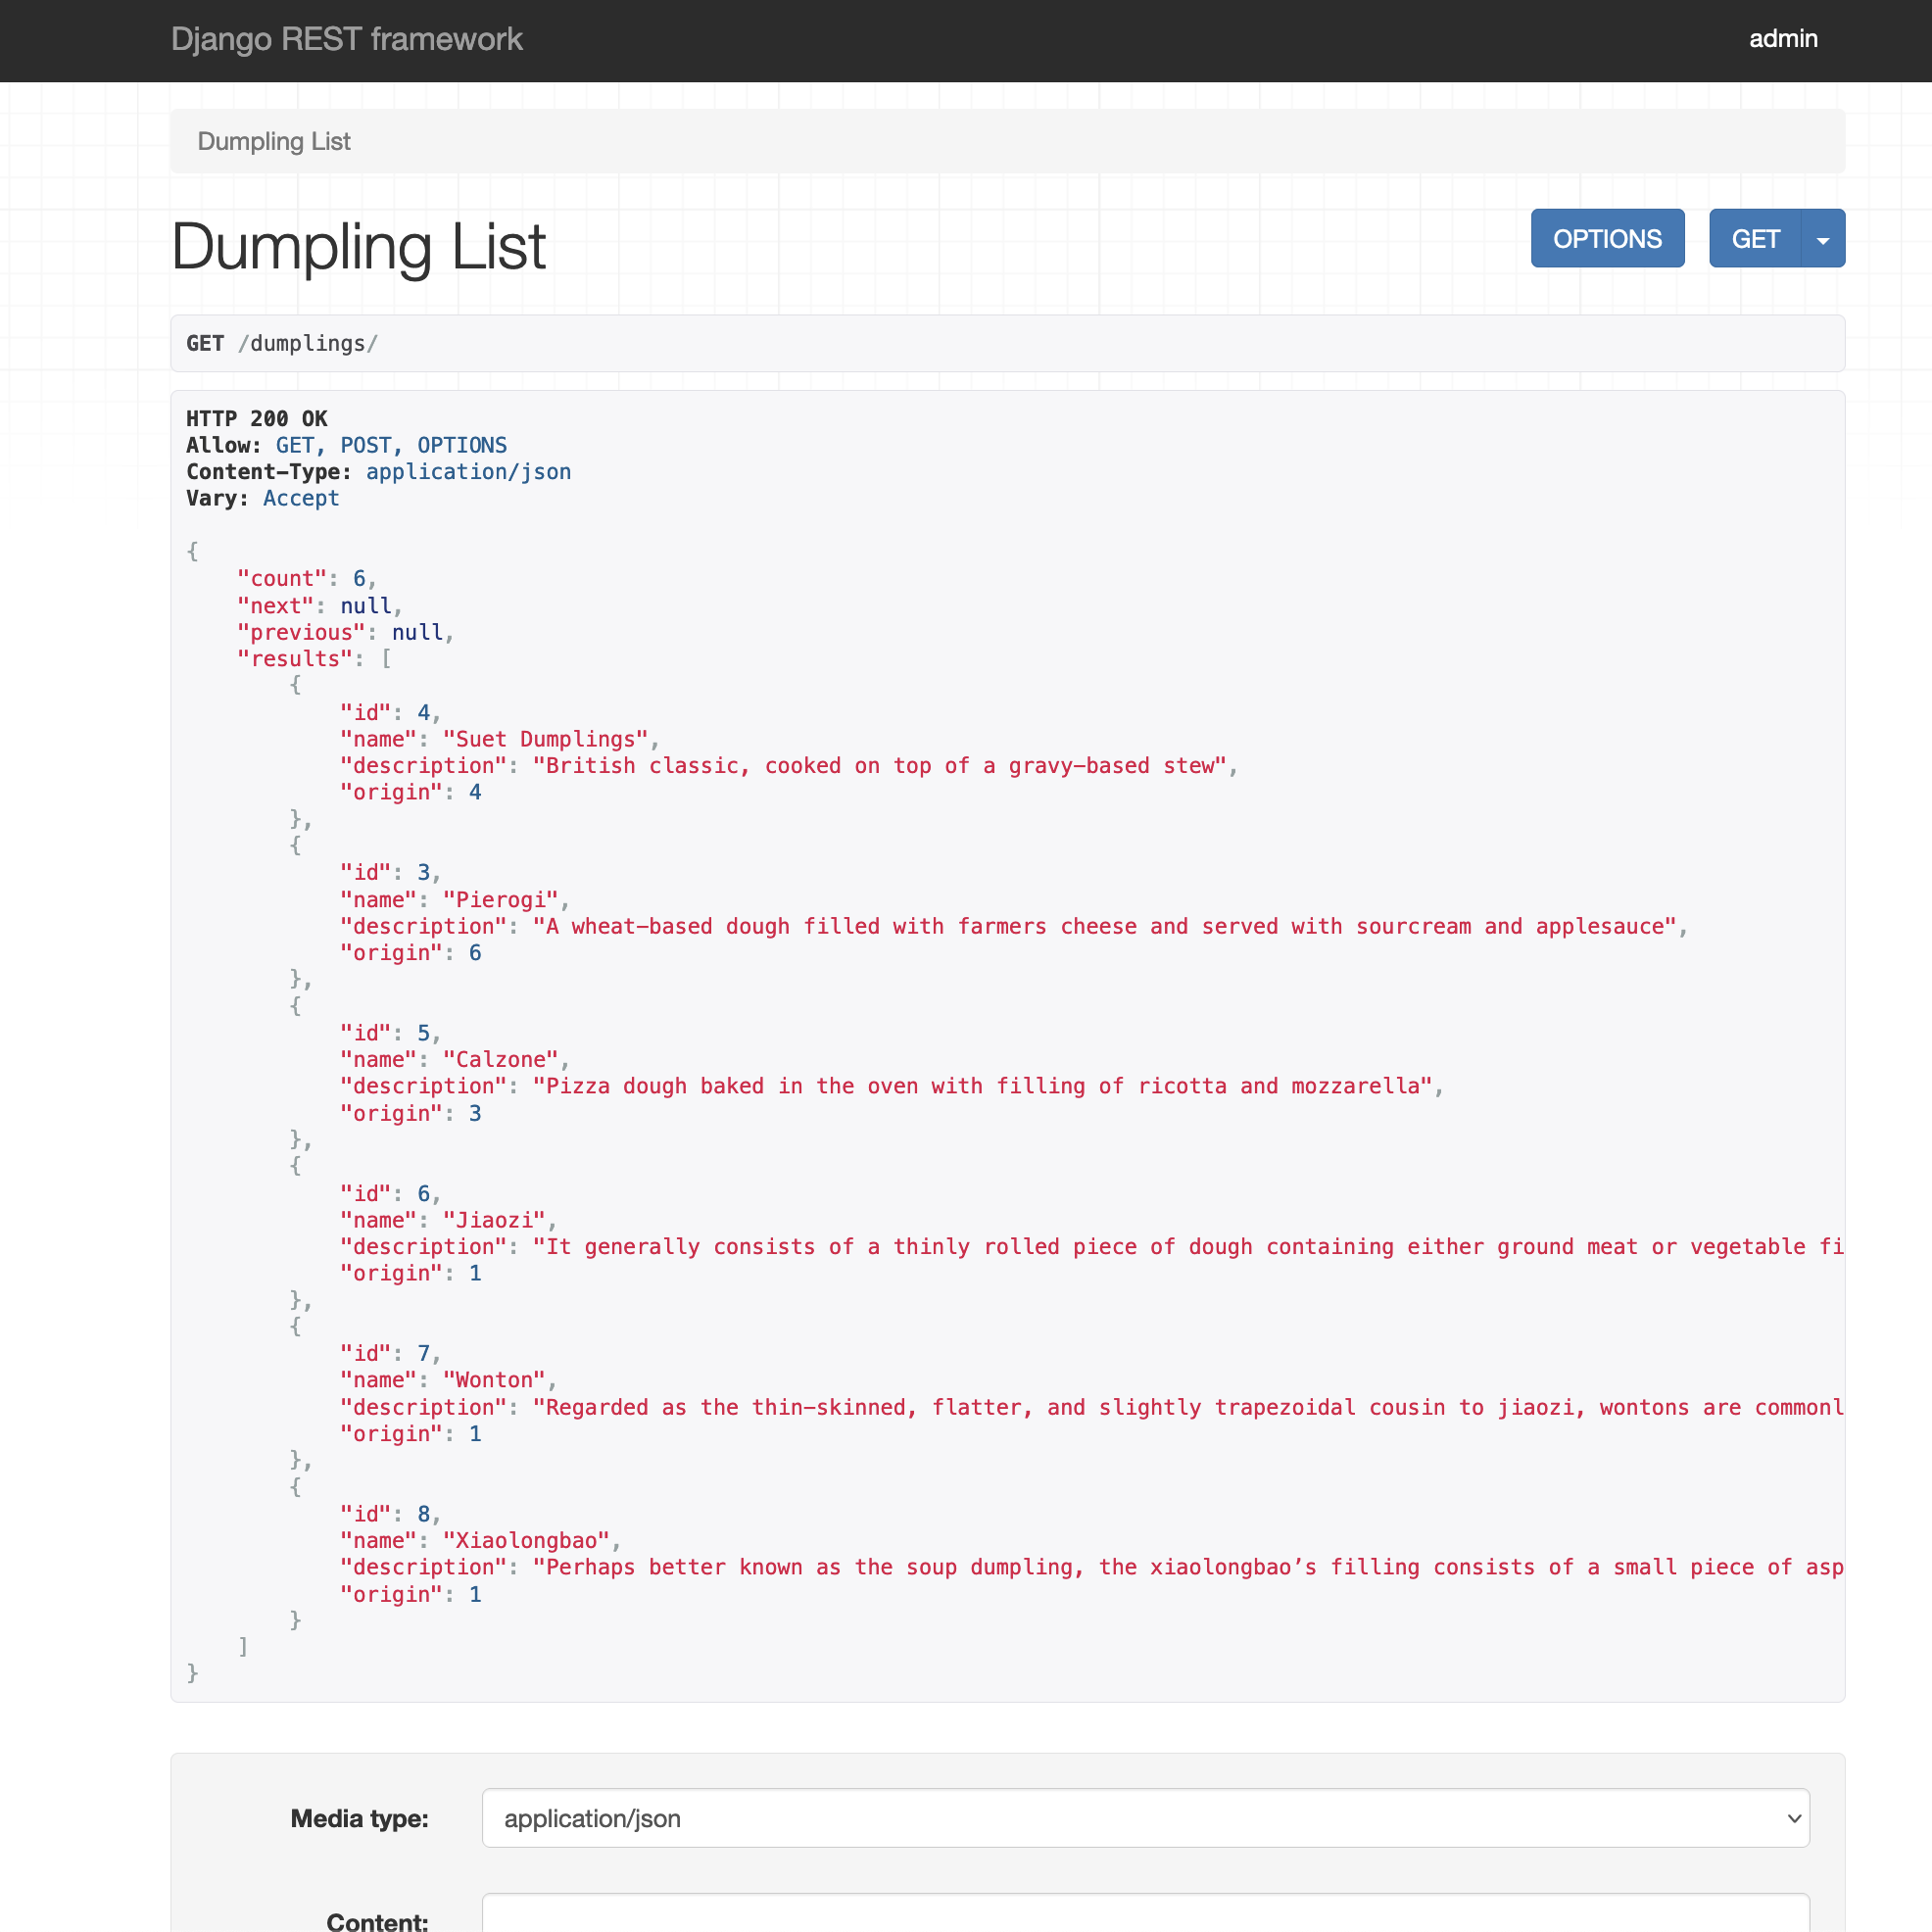 Django REST framework
admin
Dumpling List
Dumpling List
OPTIONS
GET
GET /dumplings/
HTTP 200 OK
Allow: GET, POST, OPTIONS
Content-Type: application/json
Vary: Accept
{
    "count": 6,
    "next": null,
    "previous": null,
    "results": [
        {
            "id": 4,
            "name": "Suet Dumplings",
            "description": "British classic, cooked on top of a gravy-based stew",
            "origin": 4
        },
        {
            "id": 3,
            "name": "Pierogi",
            "description": "A wheat-based dough filled with farmers cheese and served with sourcream and applesauce",
            "origin": 6
        },
        {
            "id": 5,
            "name": "Calzone",
            "description": "Pizza dough baked in the oven with filling of ricotta and mozzarella",
            "origin": 3
        },
        {
            "id": 6,
            "name": "Jiaozi",
            "description": "It generally consists of a thinly rolled piece of dough containing either ground meat or vegetable fi
            "origin": 1
        },
        {
            "id": 7,
            "name": "Wonton",
            "description": "Regarded as the thin-skinned, flatter, and slightly trapezoidal cousin to jiaozi, wontons are commonl
            "origin": 1
        },
        {
            "id": 8,
            "name": "Xiaolongbao",
            "description": "Perhaps better known as the soup dumpling, the xiaolongbao’s filling consists of a small piece of asp
            "origin": 1
        }
    ]
}
Media type:
application/json
Content: